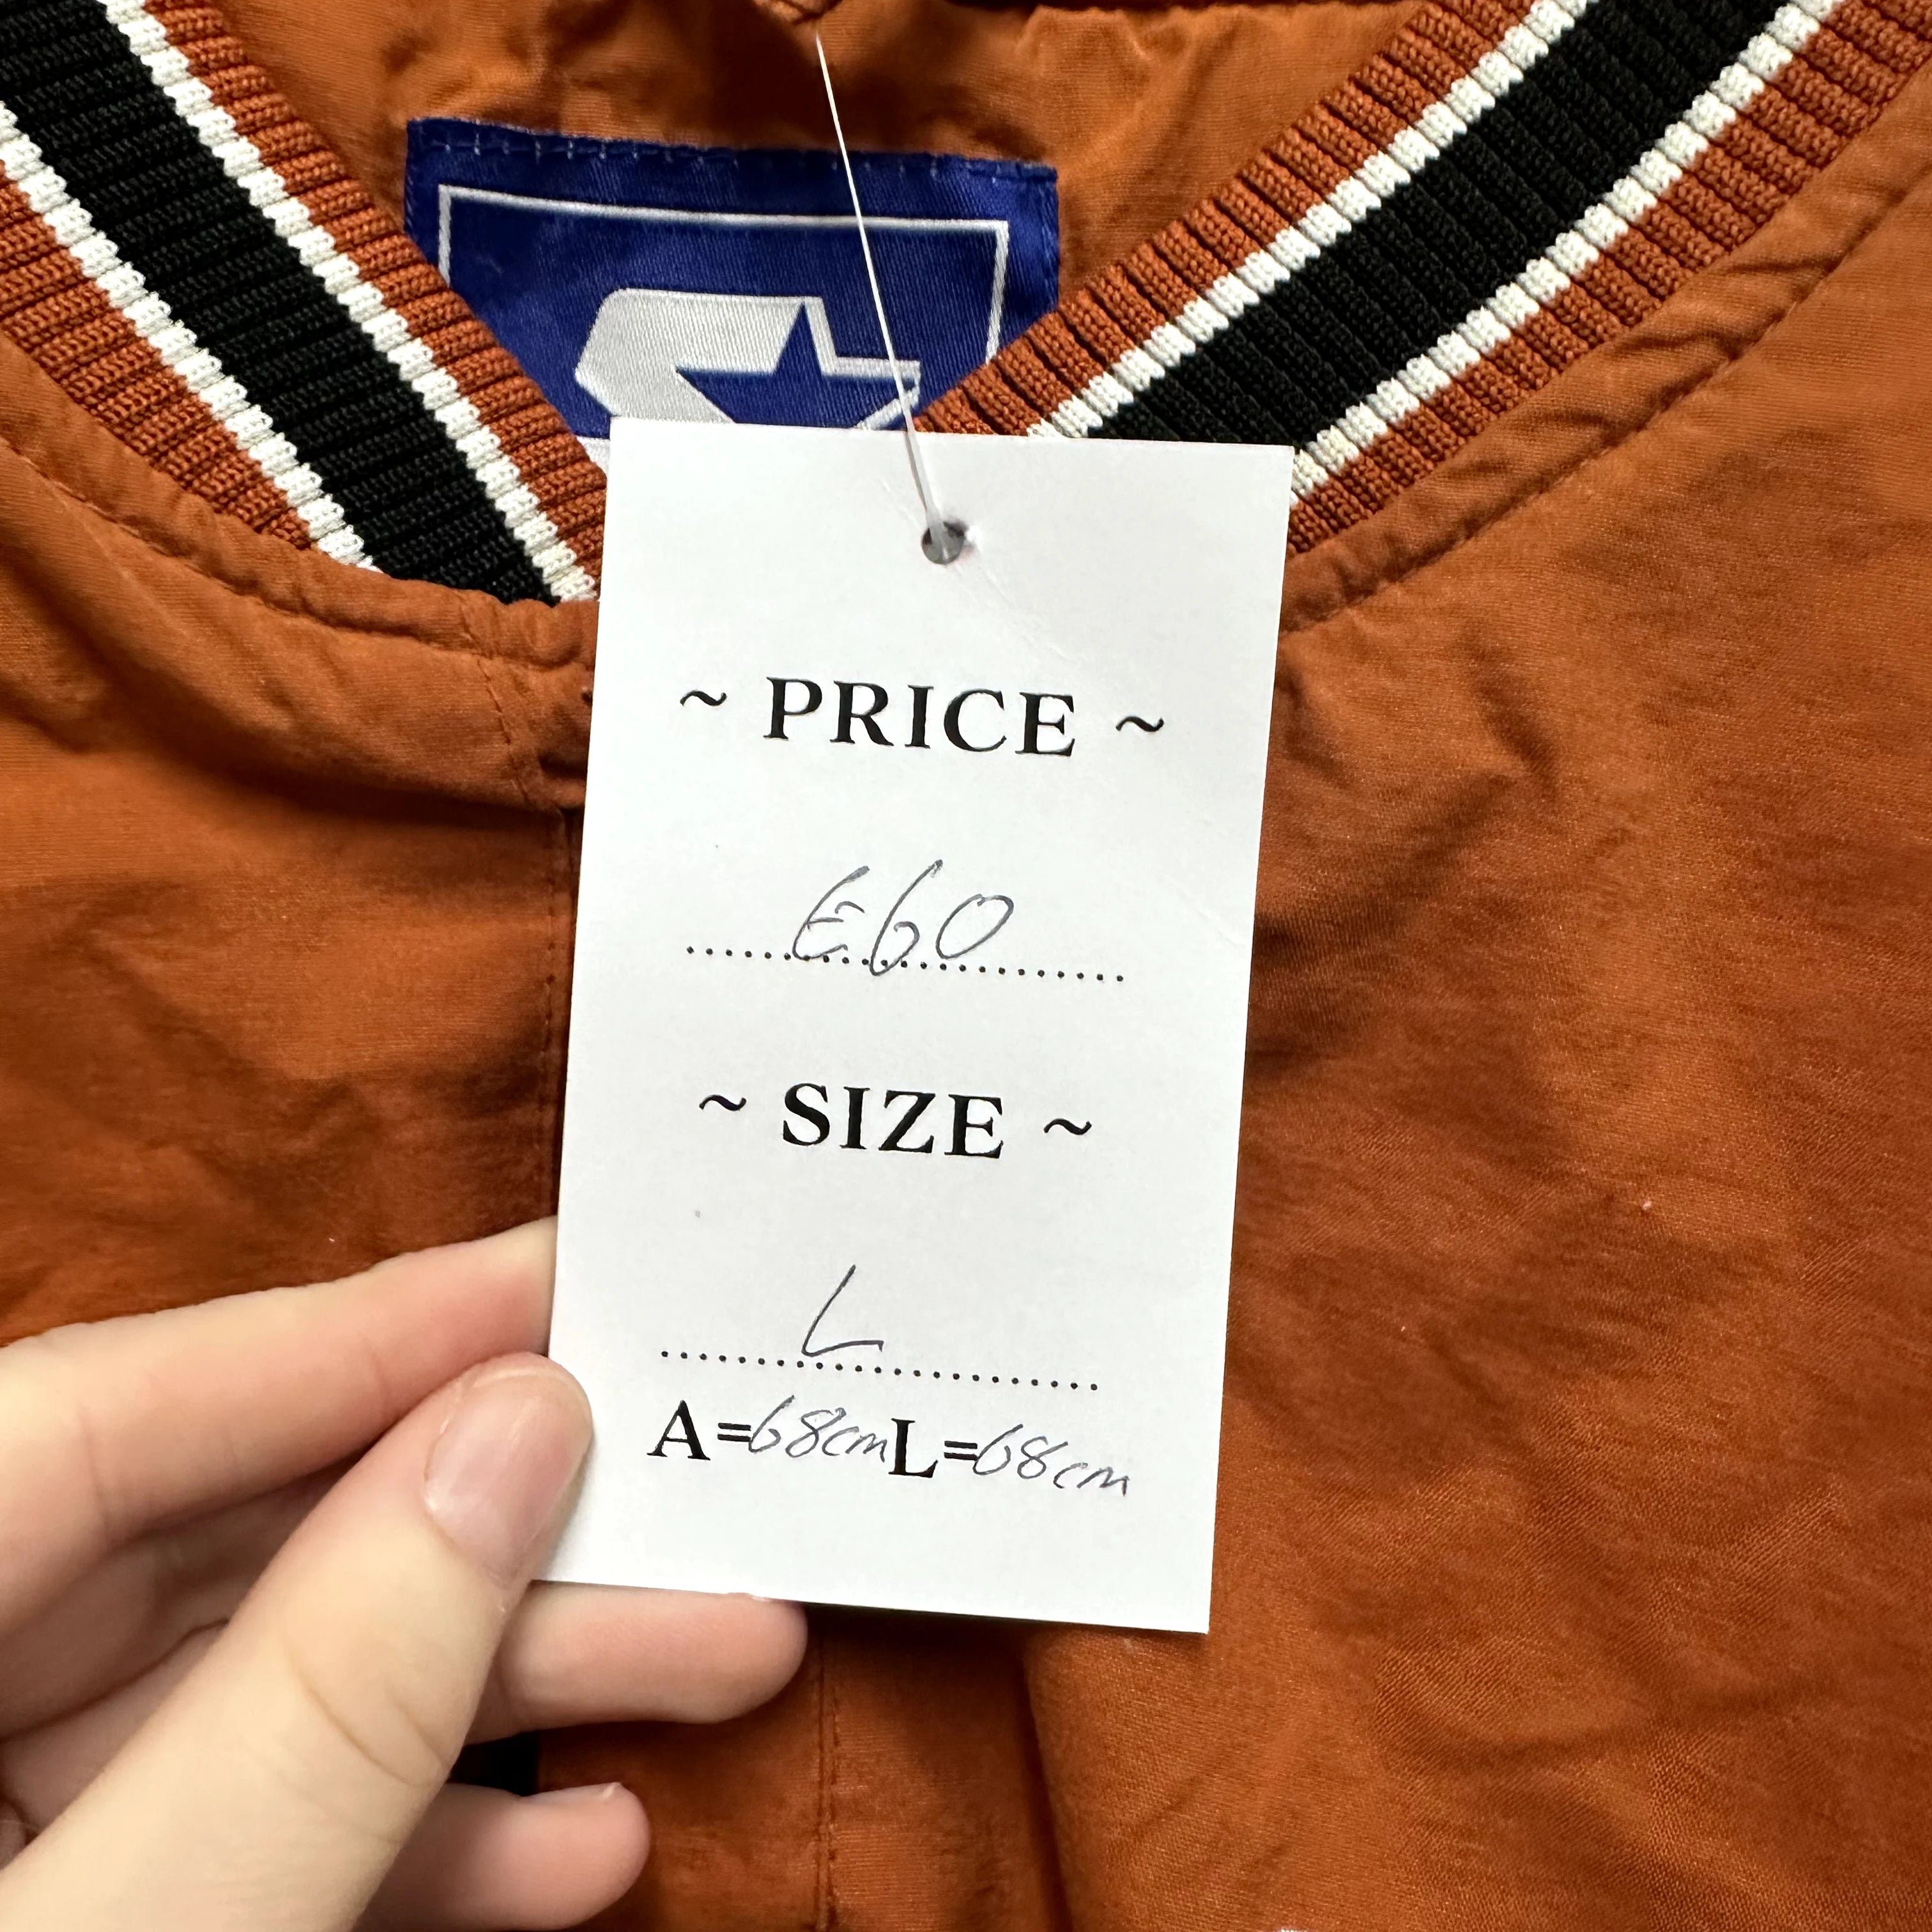 ~ PRICE ~
€60
~ SIZE ~
L
A=68cm L=68cm